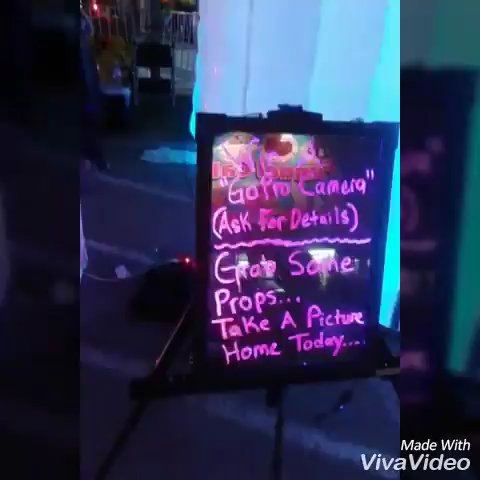 "GoPro Camera"
(Ask For Details)
Grab Some
Props...
Take A Picture
Home Today....
Made With
VivaVideo